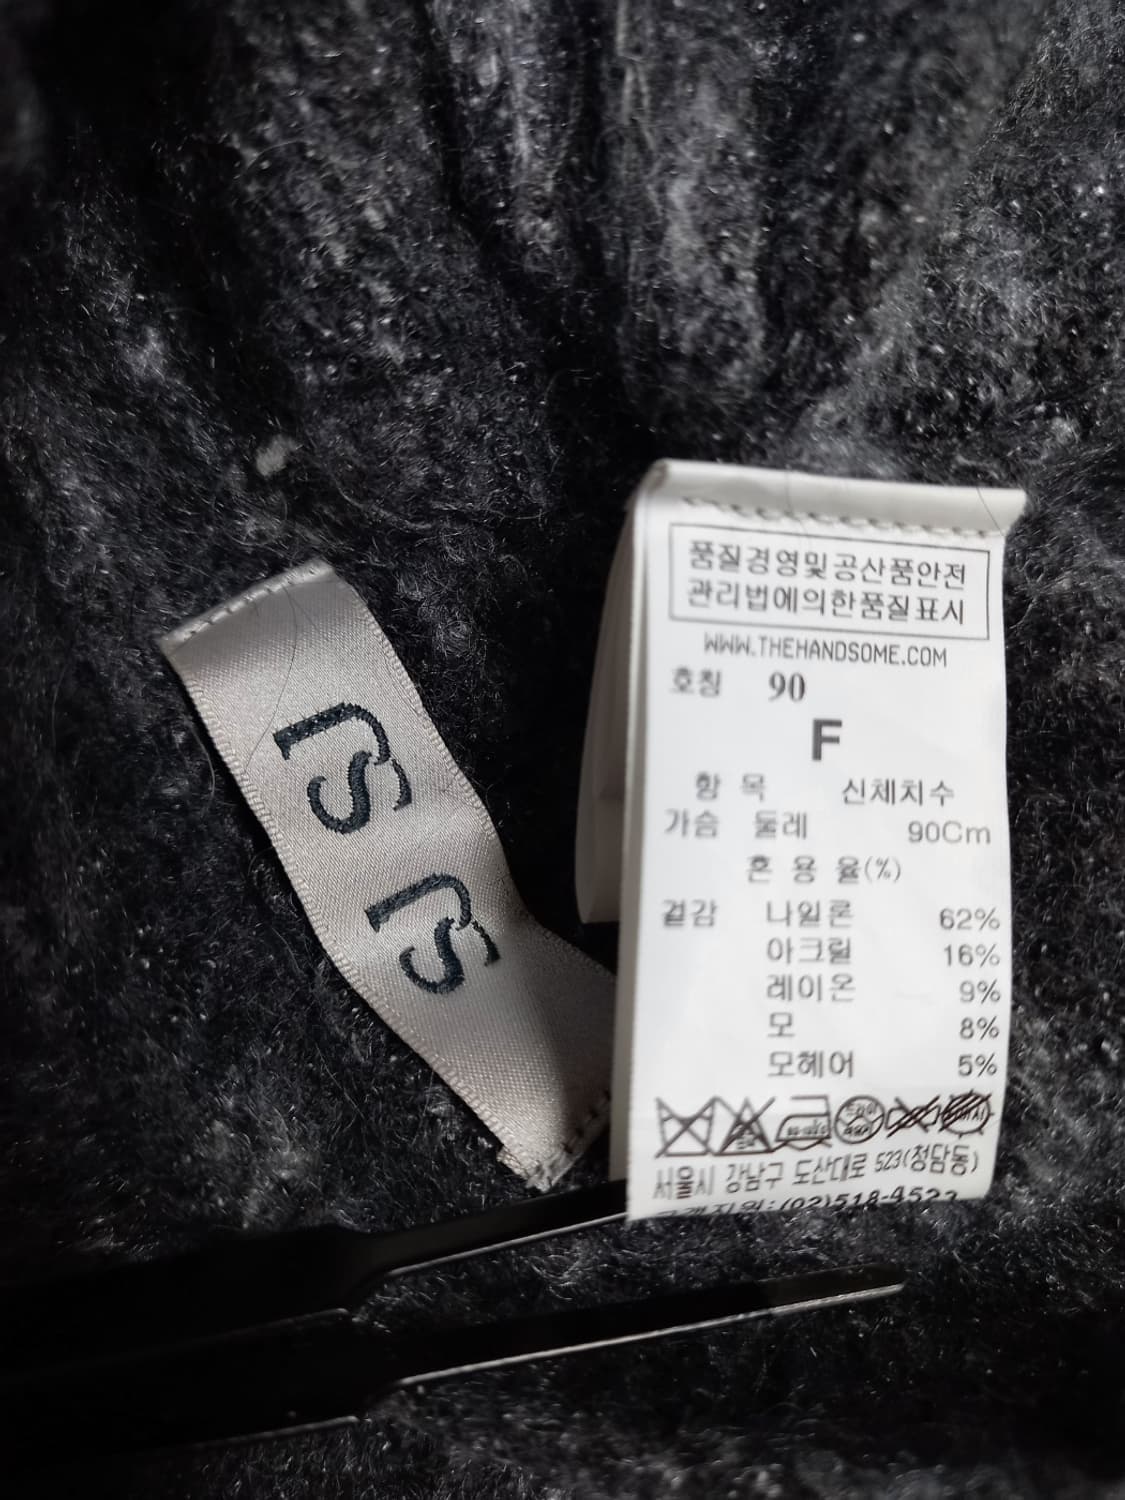 SJSJ
품질경영및공산품안전
관리법에의한품질표시
WWW.THEHANDSOME.COM
호칭 90
F
항 목 신체치수
가슴 둘레 90Cm
혼 용 율(%)
겉감 나일론 62%
아크릴 16%
레이온 9%
모 8%
모헤어 5%
서울시 강남구 도산대로 523(청담동)
(02)518-4522